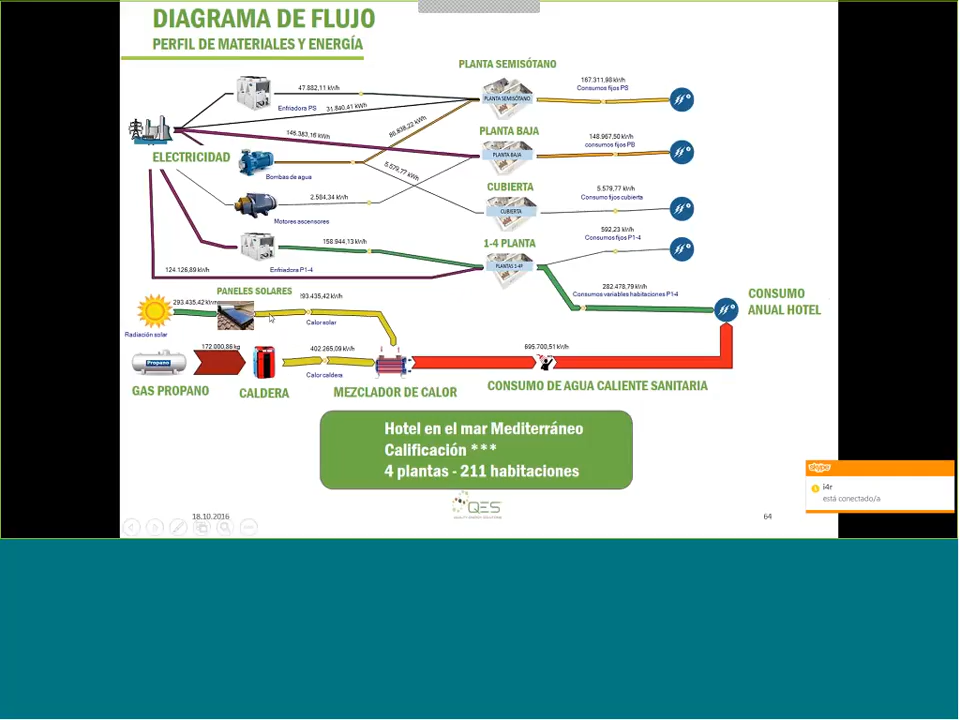 DIAGRAMA DE FLUJO
PERFIL DE MATERIALES Y ENERGÍA
PLANTA SEMISÓTANO
47.882,11 kWh
Enfriadora PS
31.840,41 kWh
86.838,22 kWh
PLANTA SEMISÓTANO
167.311,98 kWh
Consumos fijos PS
145.383,16 kWh
ELECTRICIDAD
PLANTA BAJA
PLANTA BAJA
148.967,50 kWh
consumos fijos PB
Bombas de agua
5.579,77 kWh
CUBIERTA
CUBIERTA
5.579,77 kWh
Consumo fijos cubierta
2.584,34 kWh
Motores ascensores
1-4 PLANTA
PLANTAS 1-4P
592,23 kWh
Consumos fijos P1-4
158.944,13 kWh
Enfriadora P1-4
124.126,89 kWh
282.478,79 kWh
Consumos variables habitaciones P1-4
CONSUMO
ANUAL HOTEL
PANELES SOLARES
293.435,42 kWh
Radiación solar
293.435,42 kWh
Calor solar
172.000,86 kg
Propano
GAS PROPANO
CALDERA
402.265,09 kWh
Calor caldera
MEZCLADOR DE CALOR
695.700,51 kWh
CONSUMO DE AGUA CALIENTE SANITARIA
Hotel en el mar Mediterráneo
Calificación ***
4 plantas - 211 habitaciones
QES
18.10.2016
64
skype
i4r
está conectado/a